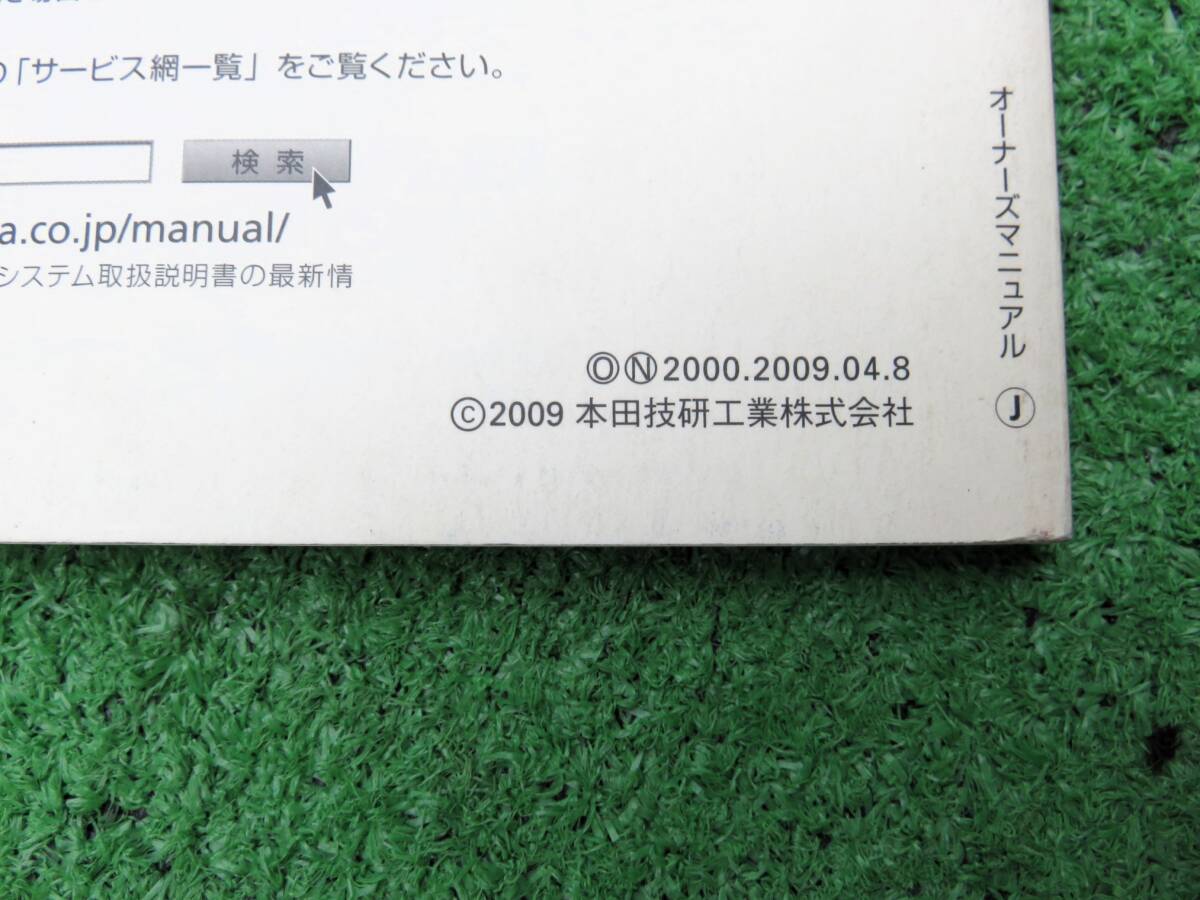 の「サービス網一覧」をご覧ください。
検索
a.co.jp/manual/
システム取扱説明書の最新情
ⓄⓃ2000.2009.04.8
©2009 本田技研工業株式会社
オーナーズマニュアル Ⓙ